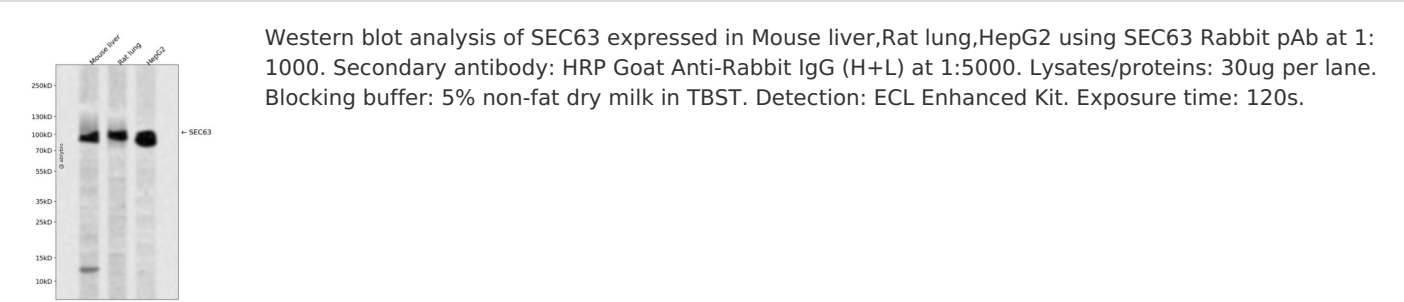 Mouse liver
Rat lung
HepG2
250kD
130kD
100kD
70kD
55kD
35kD
25kD
15kD
10kD
← SEC63
Western blot analysis of SEC63 expressed in Mouse liver,Rat lung,HepG2 using SEC63 Rabbit pAb at 1:
1000. Secondary antibody: HRP Goat Anti-Rabbit IgG (H+L) at 1:5000. Lysates/proteins: 30ug per lane.
Blocking buffer: 5% non-fat dry milk in TBST. Detection: ECL Enhanced Kit. Exposure time: 120s.